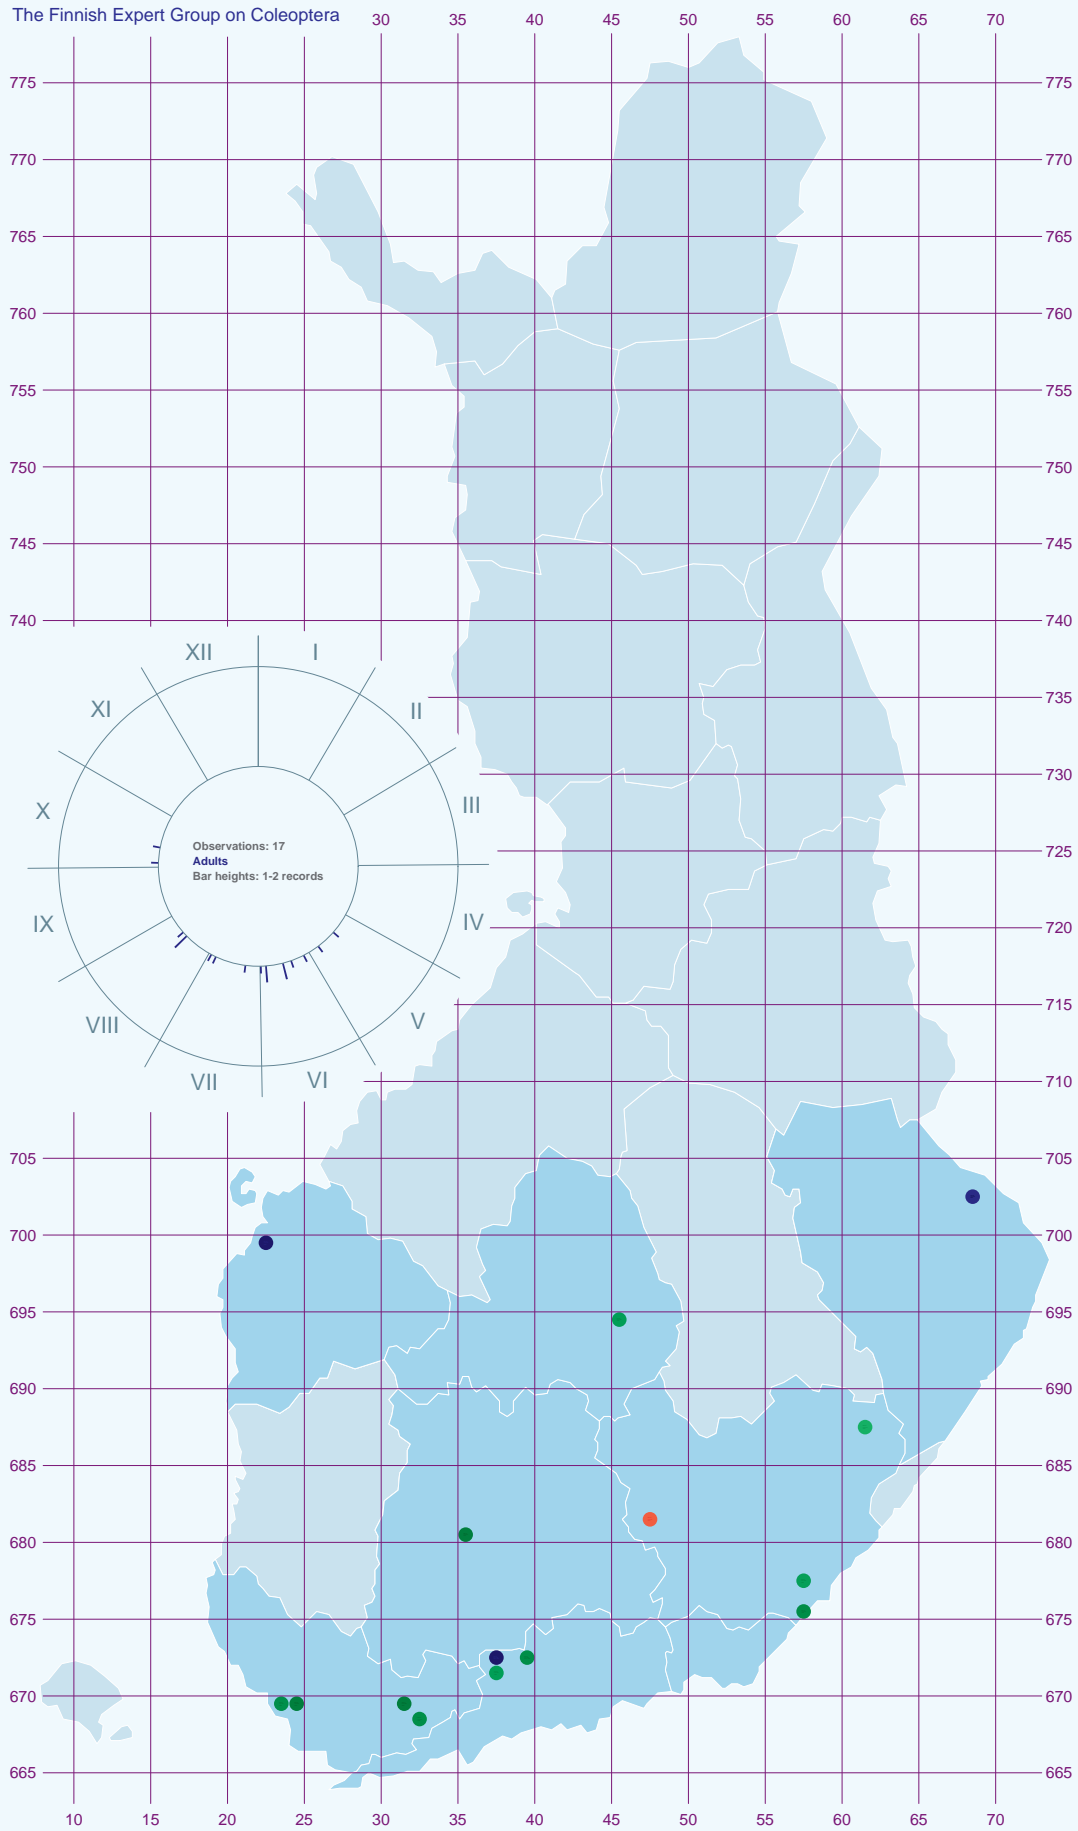 The Finnish Expert Group on Coleoptera
30 35 40 45 50 55 60 65 70
775 775
770 770
765 765
760 760
755 755
750 750
745 745
740 740
XII I
XI II
735
730
X III
Observations: 17
725
Adults
Bar heights: 1-2 records
IX IV 720
715
VIII V
VII VI 710
705 705
700 700
695 695
690 690
685 685
680 680
675 675
670 670
665 665
10 15 20 25 30 35 40 45 50 55 60 65 70